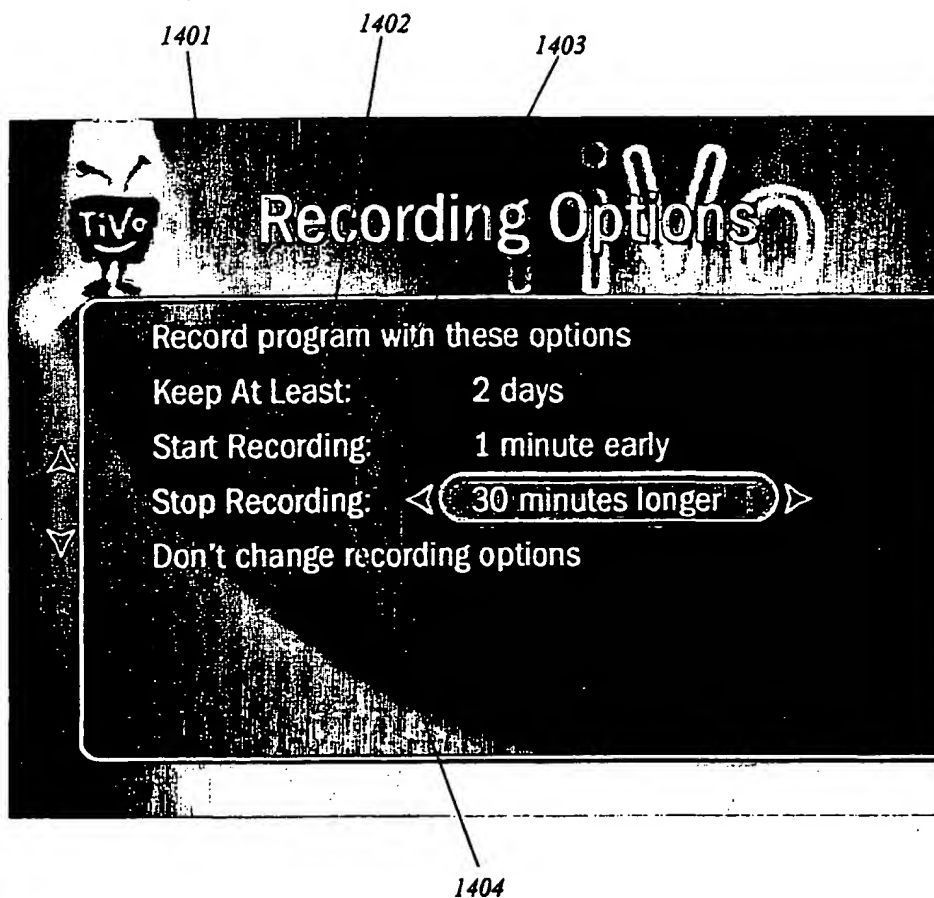 1401 1402 1403
TiVo
iVo
Recording Options
Record program with these options
Keep At Least: 2 days
Start Recording: 1 minute early
Stop Recording: 30 minutes longer
Don't change recording options
1404